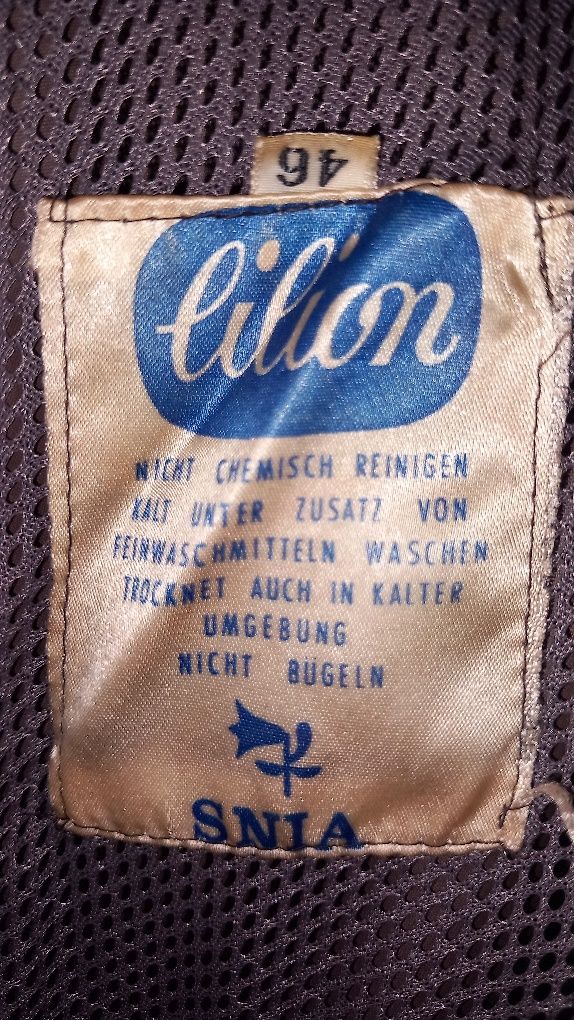 46
lilion
NICHT CHEMISCH REINIGEN
KALT UNTER ZUSATZ VON
FEINWASCHMITTELN WASCHEN
TROCKNET AUCH IN KALTER
UMGEBUNG
NICHT BÜGELN
SNIA